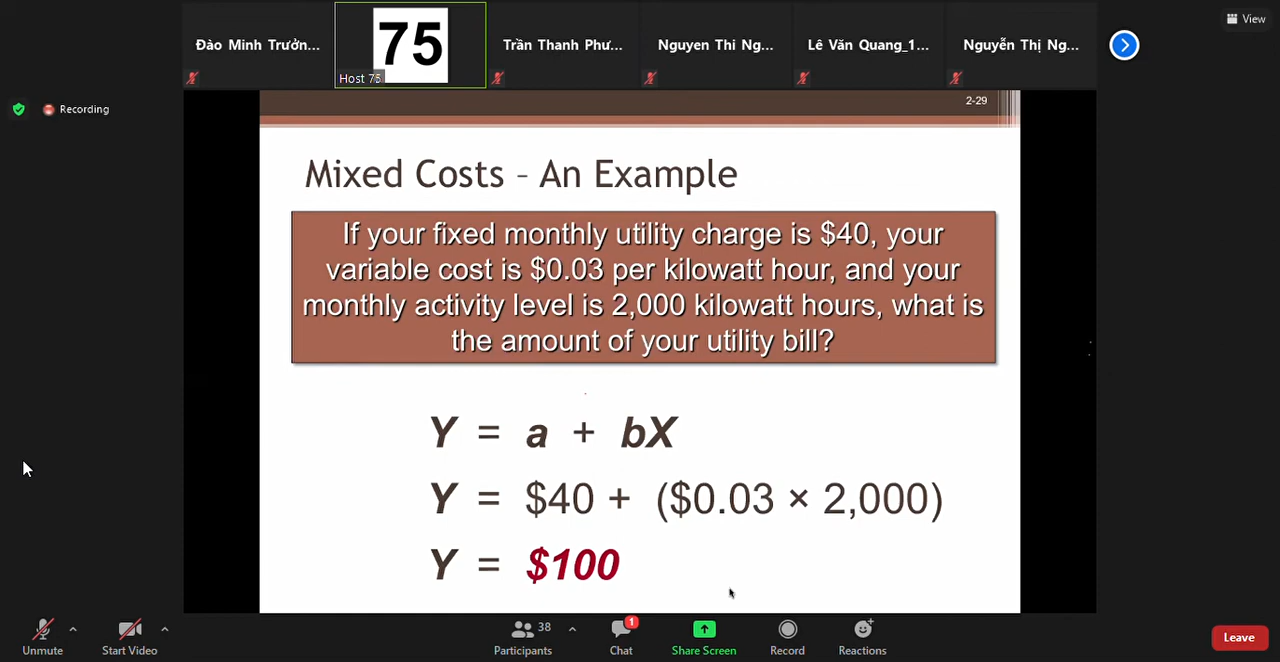 View
Đào Minh Trưởn...
75
Host 75
Trần Thanh Phư...
Nguyen Thi Ng...
Lê Văn Quang_1...
Nguyễn Thị Ng...
Recording
2-29
Mixed Costs – An Example
If your fixed monthly utility charge is $40, your
variable cost is $0.03 per kilowatt hour, and your
monthly activity level is 2,000 kilowatt hours, what is
the amount of your utility bill?
Y = a + bX
Y = $40 + ($0.03 × 2,000)
Y = $100
Unmute
Start Video
38
Participants
1
Chat
Share Screen
Record
Reactions
Leave